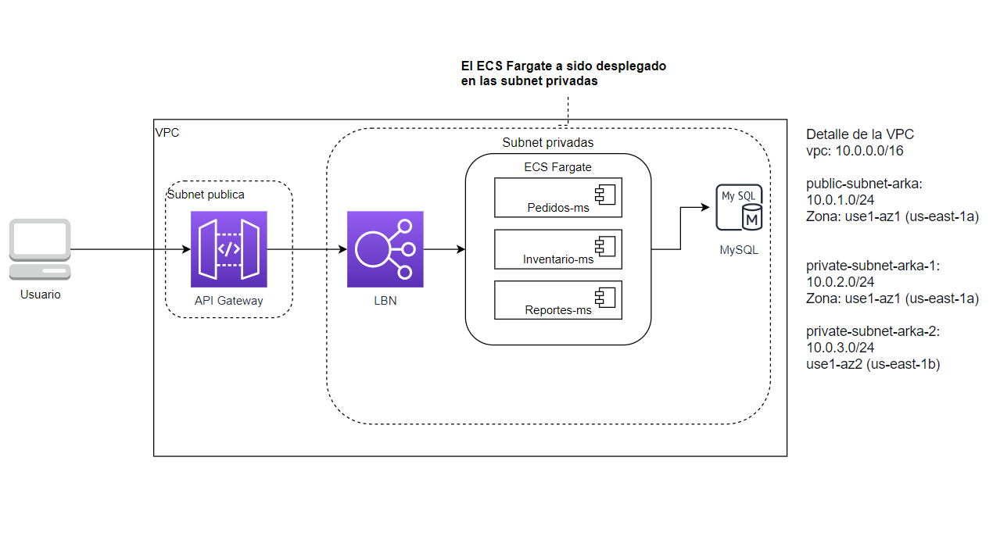 El ECS Fargate a sido desplegado
en las subnet privadas
VPC
Subnet privadas
ECS Fargate
Pedidos-ms
Inventario-ms
Reportes-ms
Subnet publica
</>
API Gateway
Usuario
LBN
My SQL
M
MySQL
Detalle de la VPC
vpc: 10.0.0.0/16
public-subnet-arka:
10.0.1.0/24
Zona: use1-az1 (us-east-1a)
private-subnet-arka-1:
10.0.2.0/24
Zona: use1-az1 (us-east-1a)
private-subnet-arka-2:
10.0.3.0/24
use1-az2 (us-east-1b)